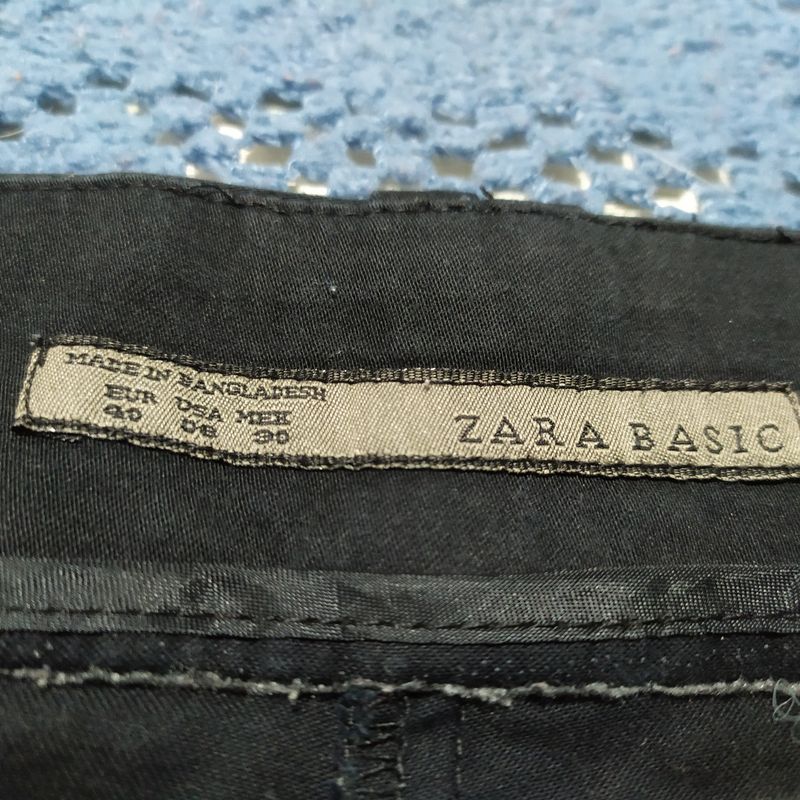 MADE IN BANGLADESH
EUR USA MEX
40 08 30
ZARA BASIC